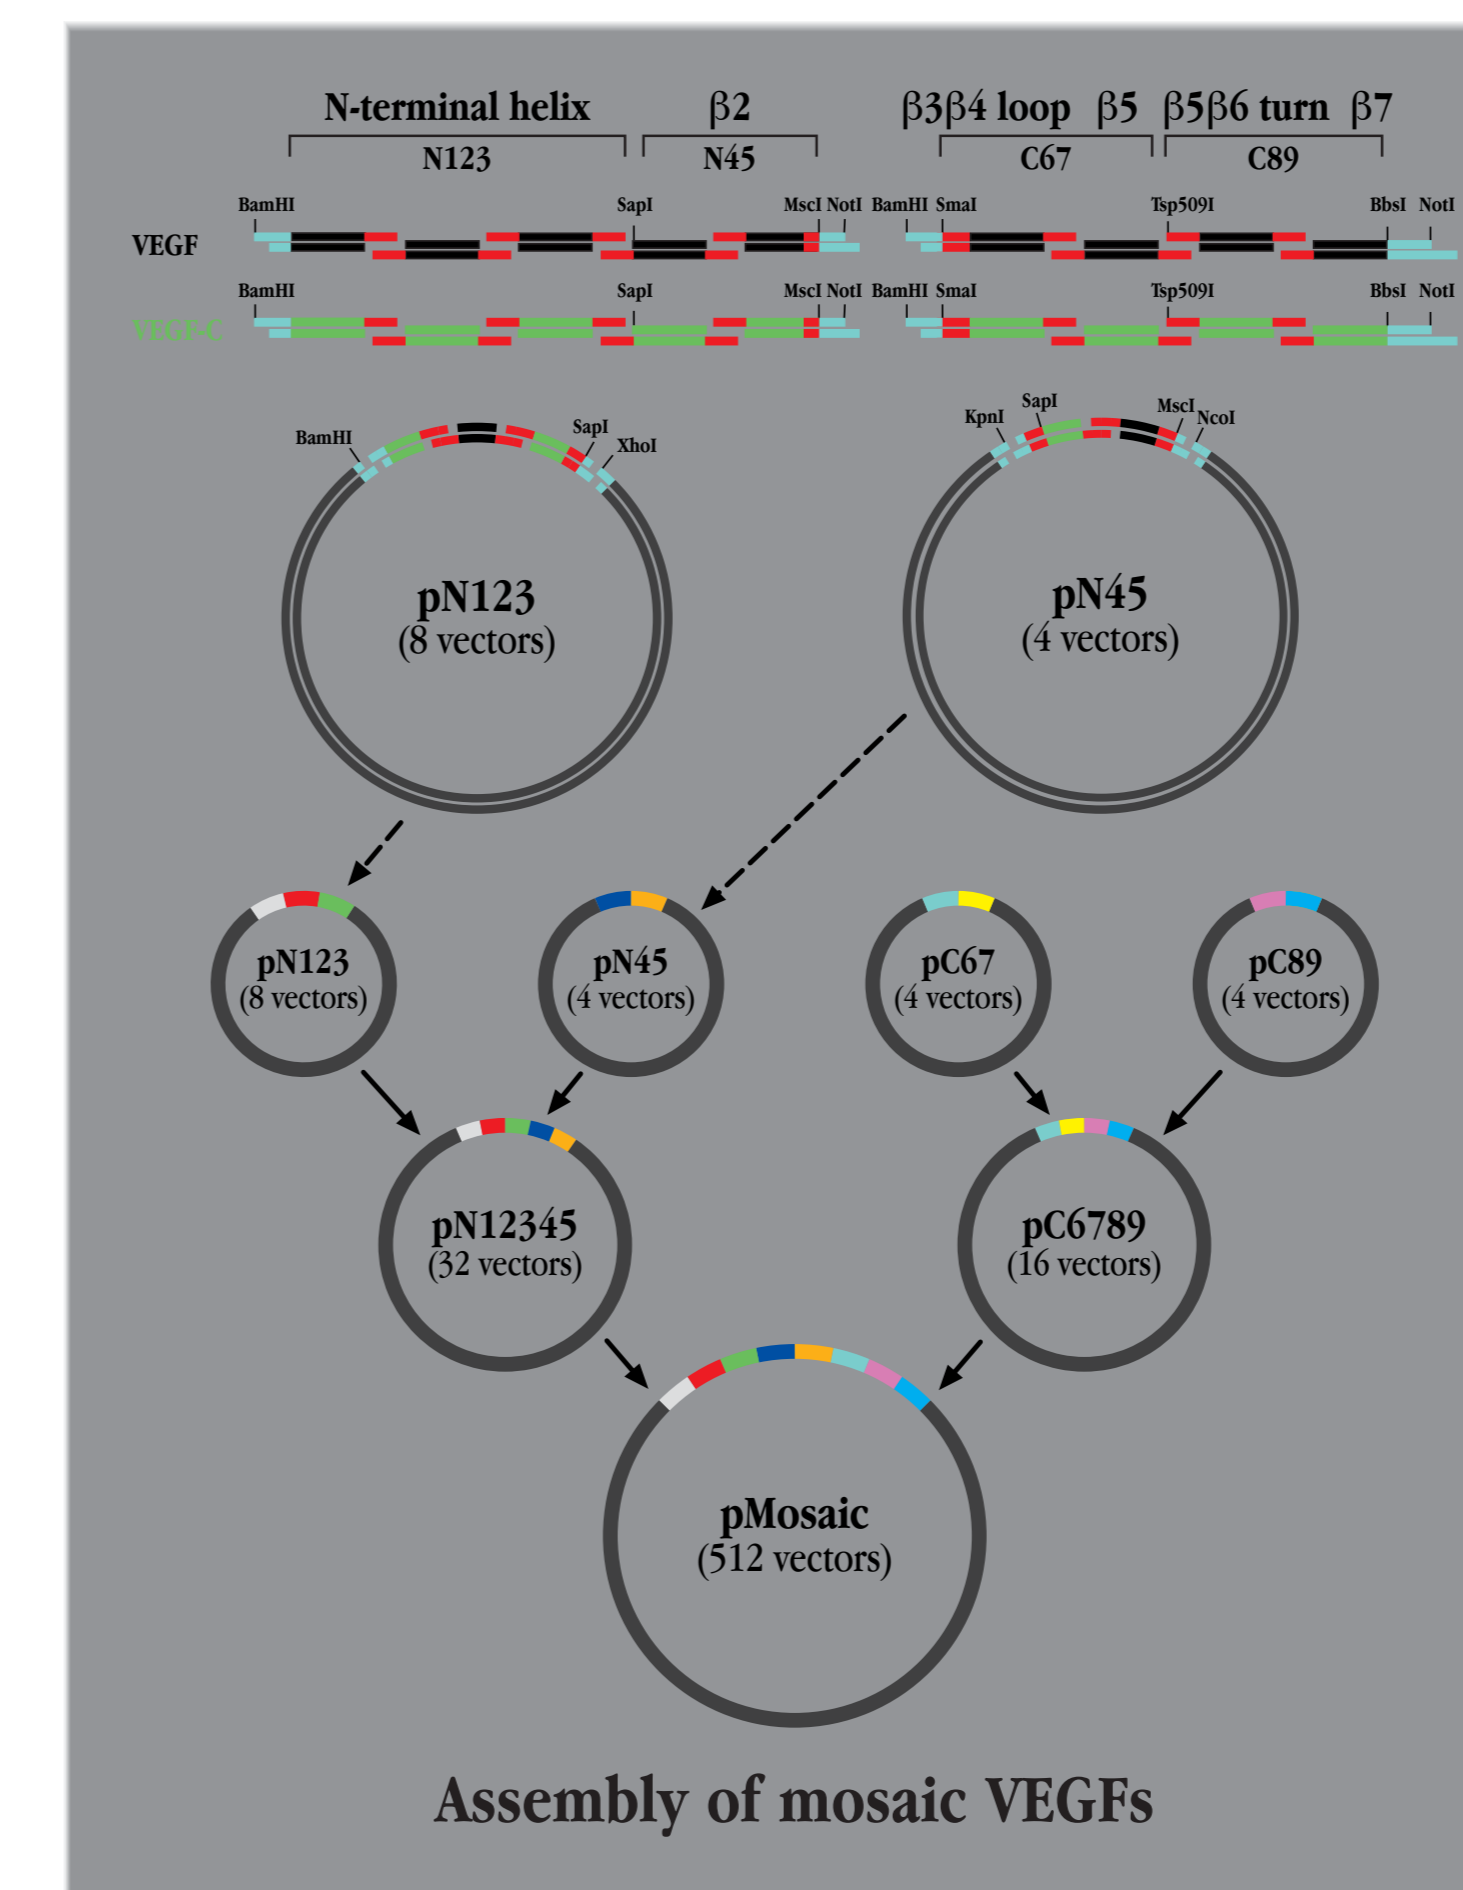 N-terminal helix β2 β3β4 loop β5 β5β6 turn β7
N123 N45 C67 C89
BamHI SapI MscI NotI BamHI SmaI Tsp509I BbsI NotI
VEGF
BamHI SapI MscI NotI BamHI SmaI Tsp509I BbsI NotI
VEGF-C
BamHI SapI XhoI
KpnI SapI MscI NcoI
pN123
(8 vectors)
pN45
(4 vectors)
pN123
(8 vectors)
pN45
(4 vectors)
pC67
(4 vectors)
pC89
(4 vectors)
pN12345
(32 vectors)
pC6789
(16 vectors)
pMosaic
(512 vectors)
Assembly of mosaic VEGFs